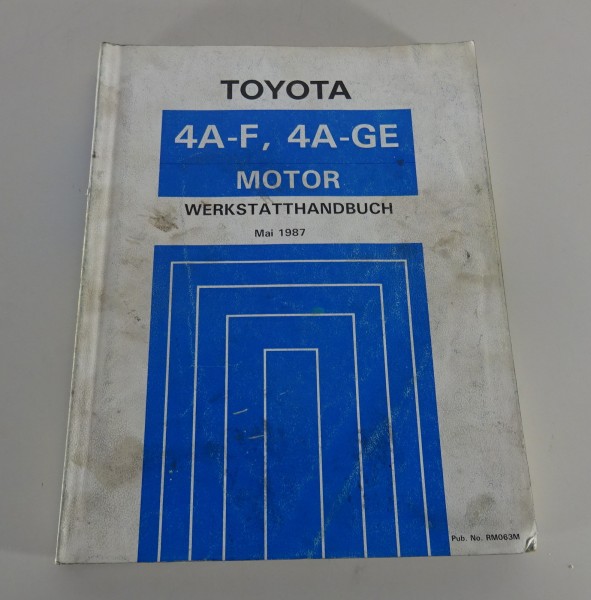 TOYOTA
4A-F, 4A-GE
MOTOR
WERKSTATTHANDBUCH
Mai 1987
Pub. No. RM063M